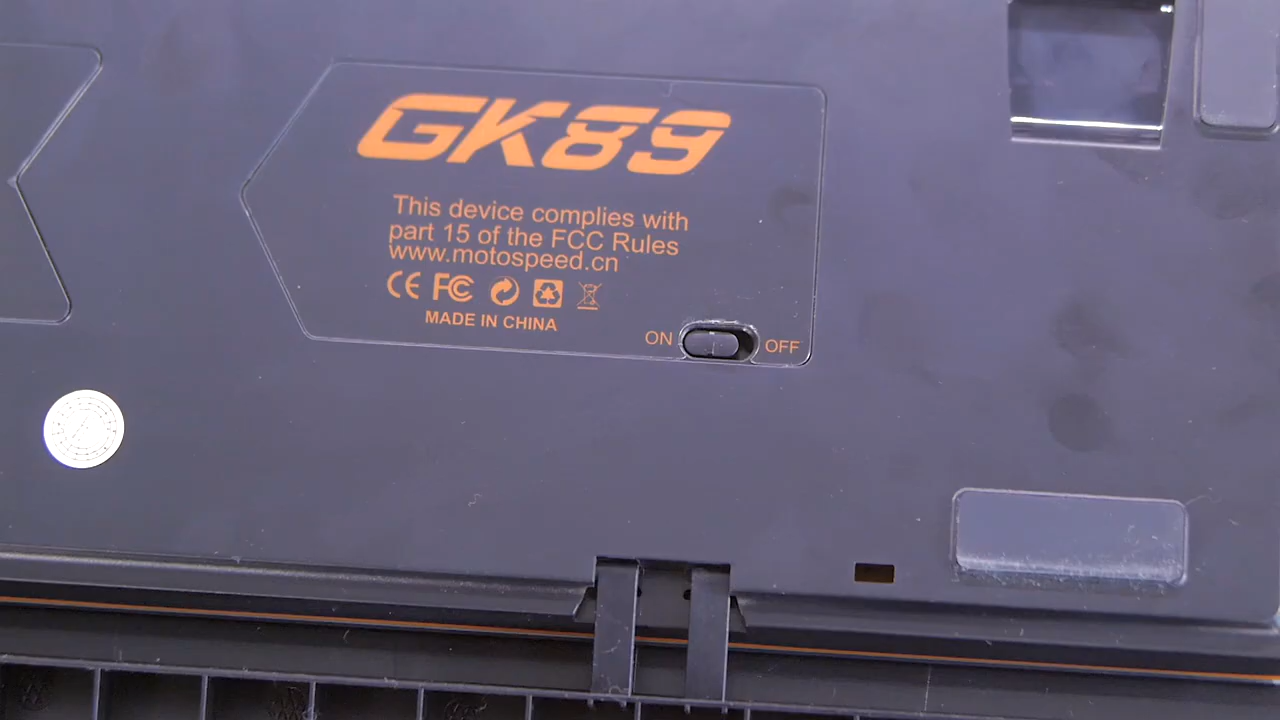 GK89
This device complies with
part 15 of the FCC Rules
www.motospeed.cn
CE FC
MADE IN CHINA
ON OFF